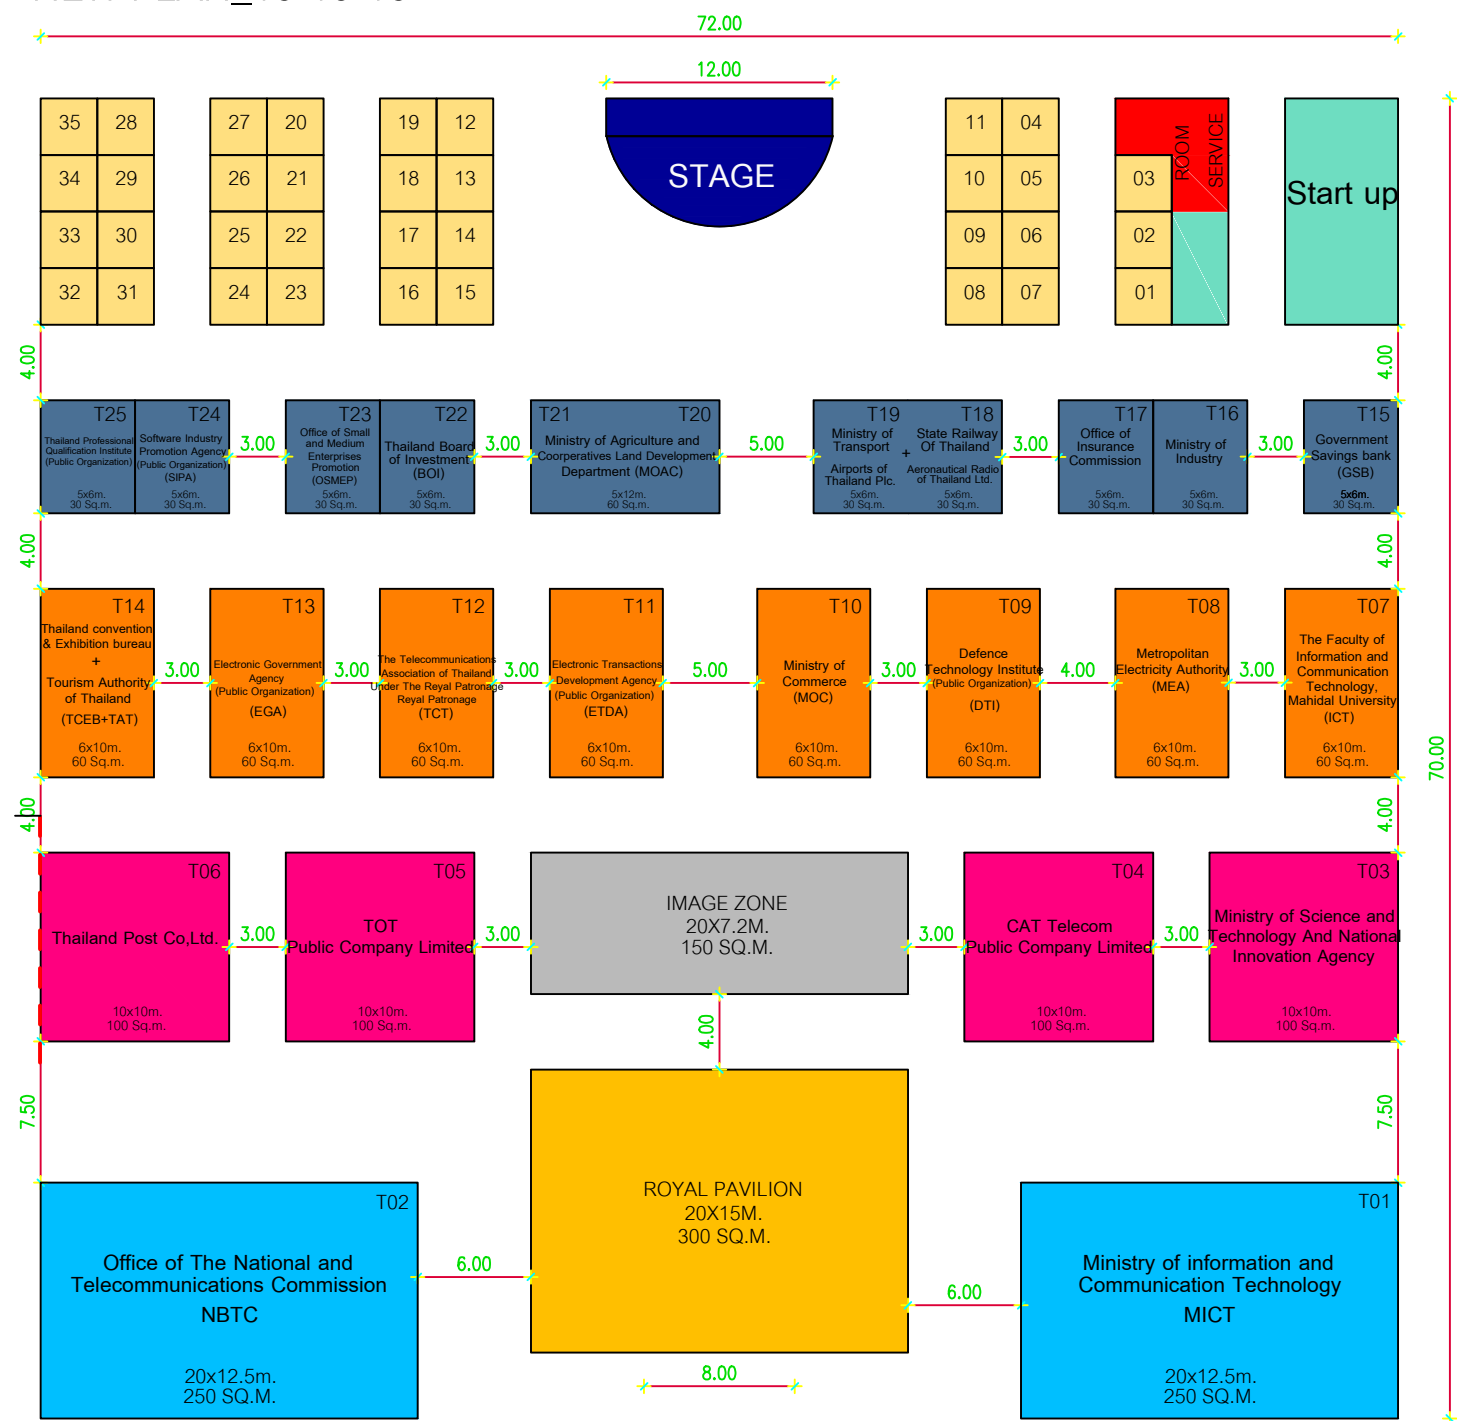 72.00
12.00
35 28 27 20 19 12 11 04
34 29 26 21 18 13 10 05 03
33 30 25 22 17 14 09 06 02
32 31 24 23 16 15 08 07 01
STAGE
ROOM
SERVICE
Start up
4.00
4.00
T25
Thailand Professional
Qualification Institute
(Public Organization)
5x6m.
30 Sq.m.
T24
Software Industry
Promotion Agency
(Public Organization)
(SIPA)
5x6m.
30 Sq.m.
3.00
T23
Office of Small
and Medium
Enterprises
Promotion
(OSMEP)
5x6m.
30 Sq.m.
T22
Thailand Board
of Investment
(BOI)
5x6m.
30 Sq.m.
3.00
T21 T20
Ministry of Agriculture and
Cooperatives Land Development
Department (MOAC)
5x12m.
60 Sq.m.
5.00
T19
Ministry of
Transport
Airports of
Thailand Plc.
5x6m.
30 Sq.m.
+
T18
State Railway
Of Thailand
Aeronautical Radio
of Thailand Ltd.
5x6m.
30 Sq.m.
3.00
T17
Office of
Insurance
Commission
5x6m.
30 Sq.m.
T16
Ministry of
Industry
5x6m.
30 Sq.m.
3.00
T15
Government
Savings bank
(GSB)
5x6m.
30 Sq.m.
4.00
4.00
T14
Thailand convention
& Exhibition bureau
+
Tourism Authority
of Thailand
(TCEB+TAT)
6x10m.
60 Sq.m.
3.00
T13
Electronic Government
Agency
(Public Organization)
(EGA)
6x10m.
60 Sq.m.
3.00
T12
The Telecommunications
Association of Thailand
Under The Reyal Patronage
Reyal Patronage
(TCT)
6x10m.
60 Sq.m.
3.00
T11
Electronic Transactions
Development Agency
(Public Organization)
(ETDA)
6x10m.
60 Sq.m.
5.00
T10
Ministry of
Commerce
(MOC)
6x10m.
60 Sq.m.
3.00
T09
Defence
Technology Institute
(Public Organization)
(DTI)
6x10m.
60 Sq.m.
4.00
T08
Metropolitan
Electricity Authority
(MEA)
6x10m.
60 Sq.m.
3.00
T07
The Faculty of
Information and
Communication
Technology,
Mahidal University
(ICT)
6x10m.
60 Sq.m.
70.00
4.00
4.00
T06
Thailand Post Co,Ltd.
10x10m.
100 Sq.m.
3.00
T05
TOT
Public Company Limited
10x10m.
100 Sq.m.
3.00
IMAGE ZONE
20X7.2M.
150 SQ.M.
3.00
T04
CAT Telecom
Public Company Limited
10x10m.
100 Sq.m.
3.00
T03
Ministry of Science and
Technology And National
Innovation Agency
10x10m.
100 Sq.m.
4.00
7.50
7.50
T02
Office of The National and
Telecommunications Commission
NBTC
20x12.5m.
250 SQ.M.
6.00
ROYAL PAVILION
20X15M.
300 SQ.M.
6.00
T01
Ministry of information and
Communication Technology
MICT
20x12.5m.
250 SQ.M.
8.00